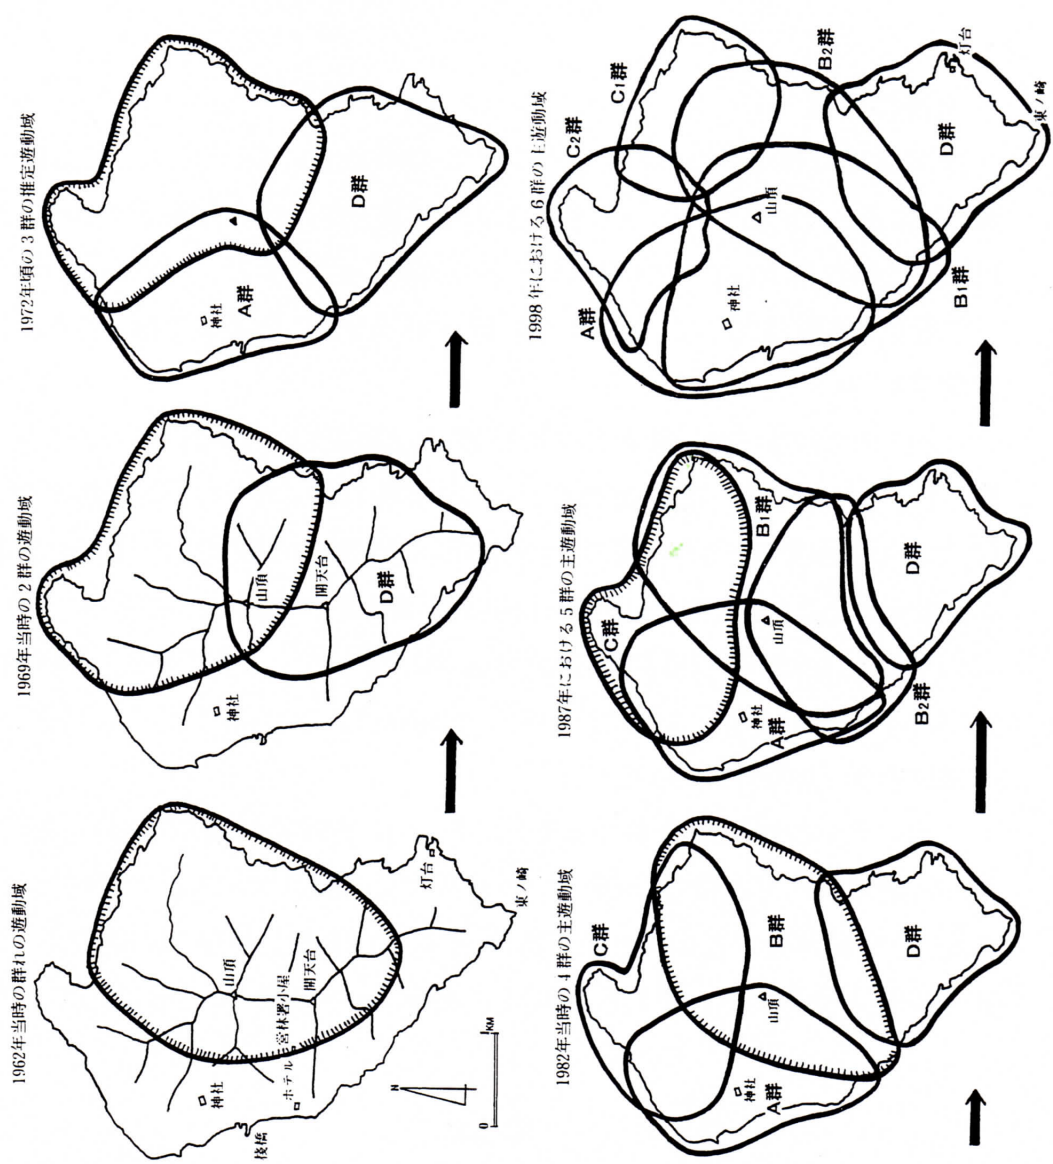 1962年当時の群れの遊動域
桟橋
神社
ホテル
営林署小屋
山頂
開天台
灯台
東ノ崎
N
0
1KM
1969年当時の2群の遊動域
神社
山頂
開天台
D群
1972年頃の3群の推定遊動域
神社
A群
D群
1982年当時の4群の主遊動域
C群
神社
A群
山頂
B群
D群
1987年における5群の主遊動域
C群
神社
A群
山頂
B1群
B2群
D群
1998年における6群の主遊動域
A群
C2群
C1群
B2群
神社
山頂
B1群
D群
灯台
東ノ崎